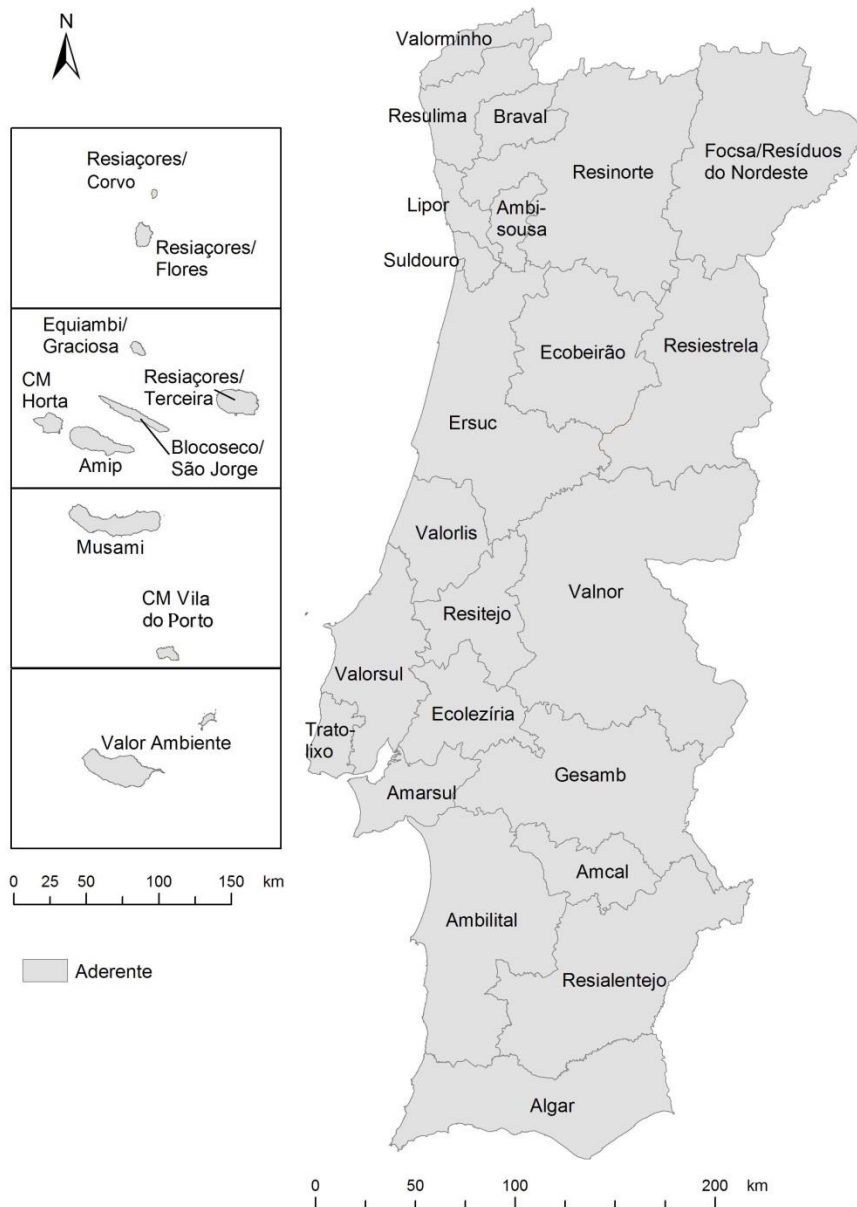 N
Resiaçores/
Corvo
Resiaçores/
Flores
Equiambi/
Graciosa
CM
Horta
Resiaçores/
Terceira
Amip
Blocoseco/
São Jorge
Musami
CM Vila
do Porto
Valor Ambiente
0 25 50 100 150 km
Aderente
Valorminho
Resulima
Braval
Resinorte
Focsa/Resíduos
do Nordeste
Lipor
Ambi-
sousa
Suldouro
Ecobeirão
Resiestrela
Ersuc
Valorlis
Resitejo
Valnor
Valorsul
Ecolezíria
Trato-
lixo
Amarsul
Gesamb
Amcal
Ambilital
Resialentejo
Algar
0 50 100 200 km